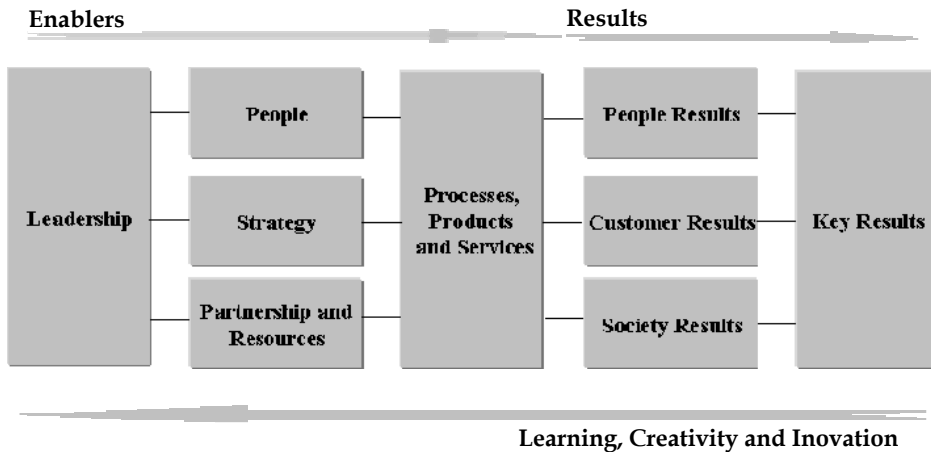 Enablers
Results
Leadership
People
Strategy
Partnership and
Resources
Processes,
Products
and Services
People Results
Customer Results
Society Results
Key Results
Learning, Creativity and Inovation